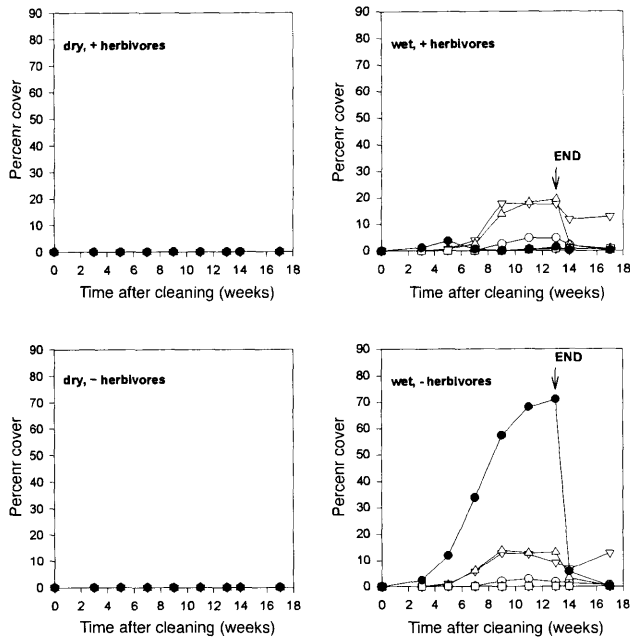 dry, + herbivores
Percenr cover
90
80
70
60
50
40
30
20
10
0
0 2 4 6 8 10 12 14 16 18
Time after cleaning (weeks)
wet, + herbivores
END
Percenr cover
90
80
70
60
50
40
30
20
10
0
0 2 4 6 8 10 12 14 16 18
Time after cleaning (weeks)
dry, – herbivores
Percenr cover
90
80
70
60
50
40
30
20
10
0
0 2 4 6 8 10 12 14 16 18
Time after cleaning (weeks)
END
wet, - herbivores
Percenr cover
90
80
70
60
50
40
30
20
10
0
0 2 4 6 8 10 12 14 16 18
Time after cleaning (weeks)